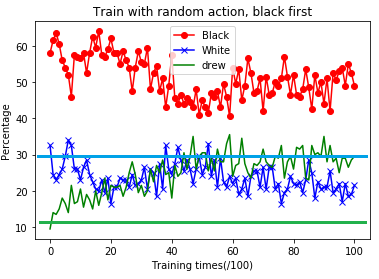 Train with random action, black first
Black
White
drew
Percentage
60
50
40
30
20
10
0
20
40
60
80
100
Training times(/100)